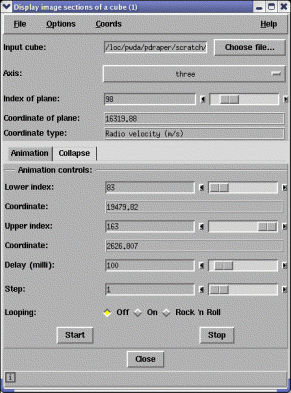 Display image sections of a cube (1)
File Options Coords Help
Input cube: /loc/pwda/pdraper/scratch/ Choose file...
Axis: three
Index of plane: 98
Coordinate of plane: 16319.88
Coordinate type: Radio velocity (m/s)
Animation Collapse
Animation controls:
Lower index: 83
Coordinate: 19479.82
Upper index: 163
Coordinate: 2626.807
Delay (milli): 100
Step: 1
Looping: Off On Rock 'n Roll
Start Stop
Close